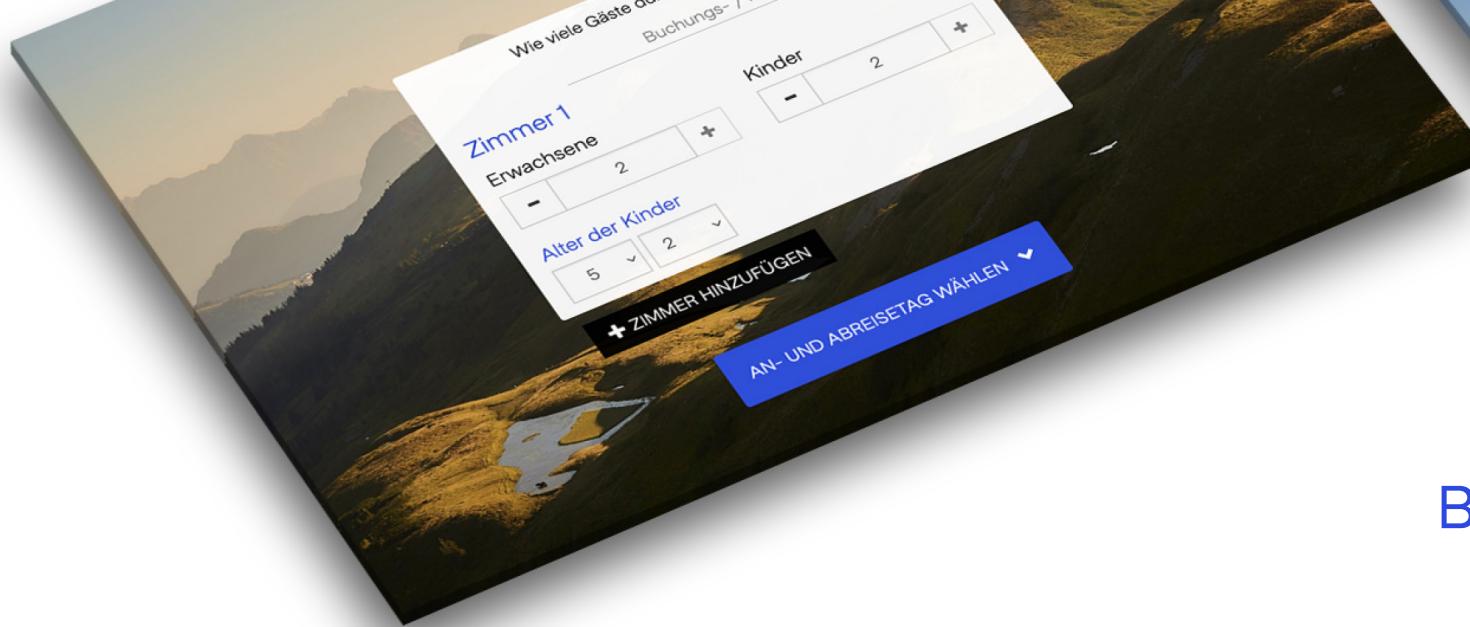 Wie viele Gäste
Buchungs- /
Zimmer 1
Erwachsene
- 2 +
Kinder
- 2 +
Alter der Kinder
5 2
+ ZIMMER HINZUFÜGEN
AN- UND ABREISETAG WÄHLEN
B